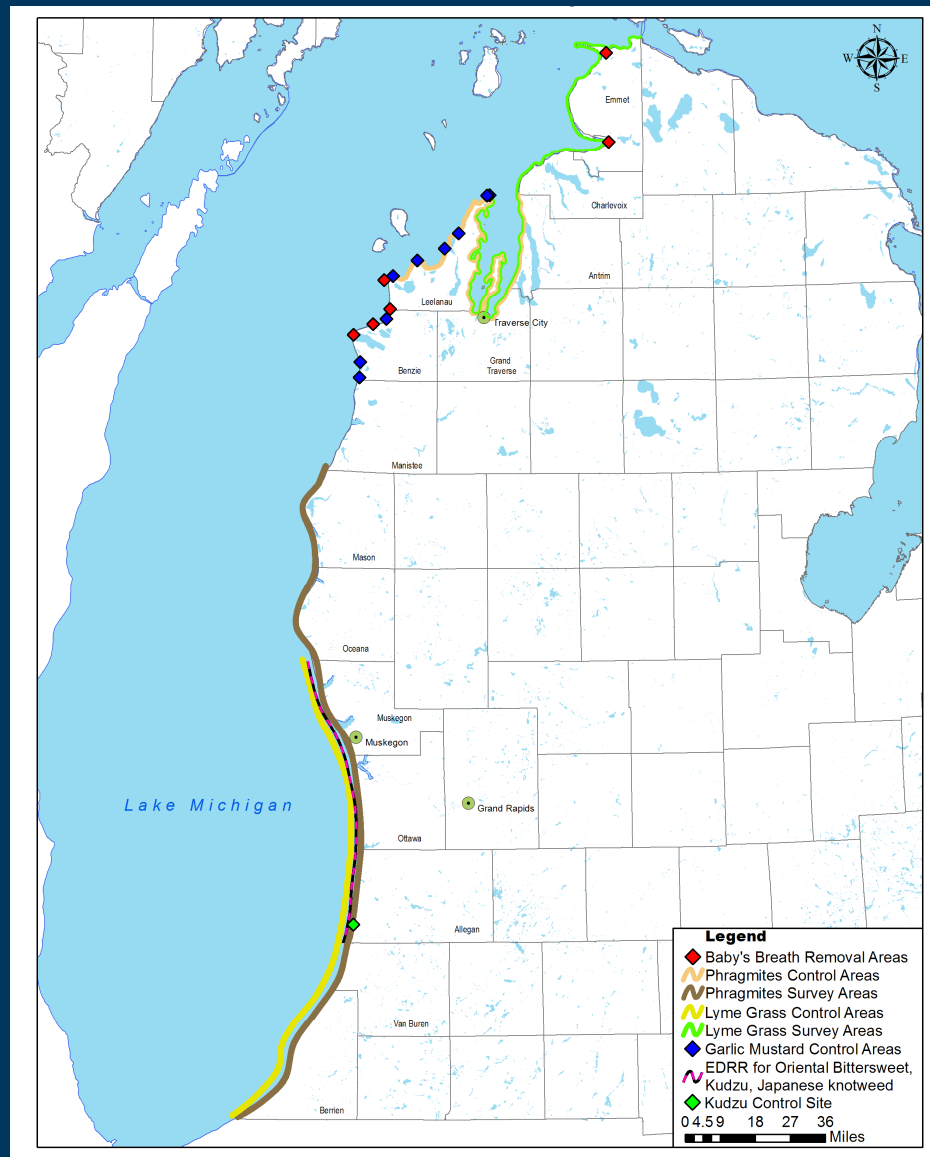 N
W E
S
Emmet
Charlevoix
Antrim
Leelanau
Traverse City
Grand
Traverse
Benzie
Manistee
Mason
Oceana
Muskegon
Muskegon
Lake Michigan
Grand Rapids
Ottawa
Allegan
Van Buren
Berrien
Legend
Baby's Breath Removal Areas
Phragmites Control Areas
Phragmites Survey Areas
Lyme Grass Control Areas
Lyme Grass Survey Areas
Garlic Mustard Control Areas
EDRR for Oriental Bittersweet,
Kudzu, Japanese knotweed
Kudzu Control Site
0 4.5 9 18 27 36
Miles